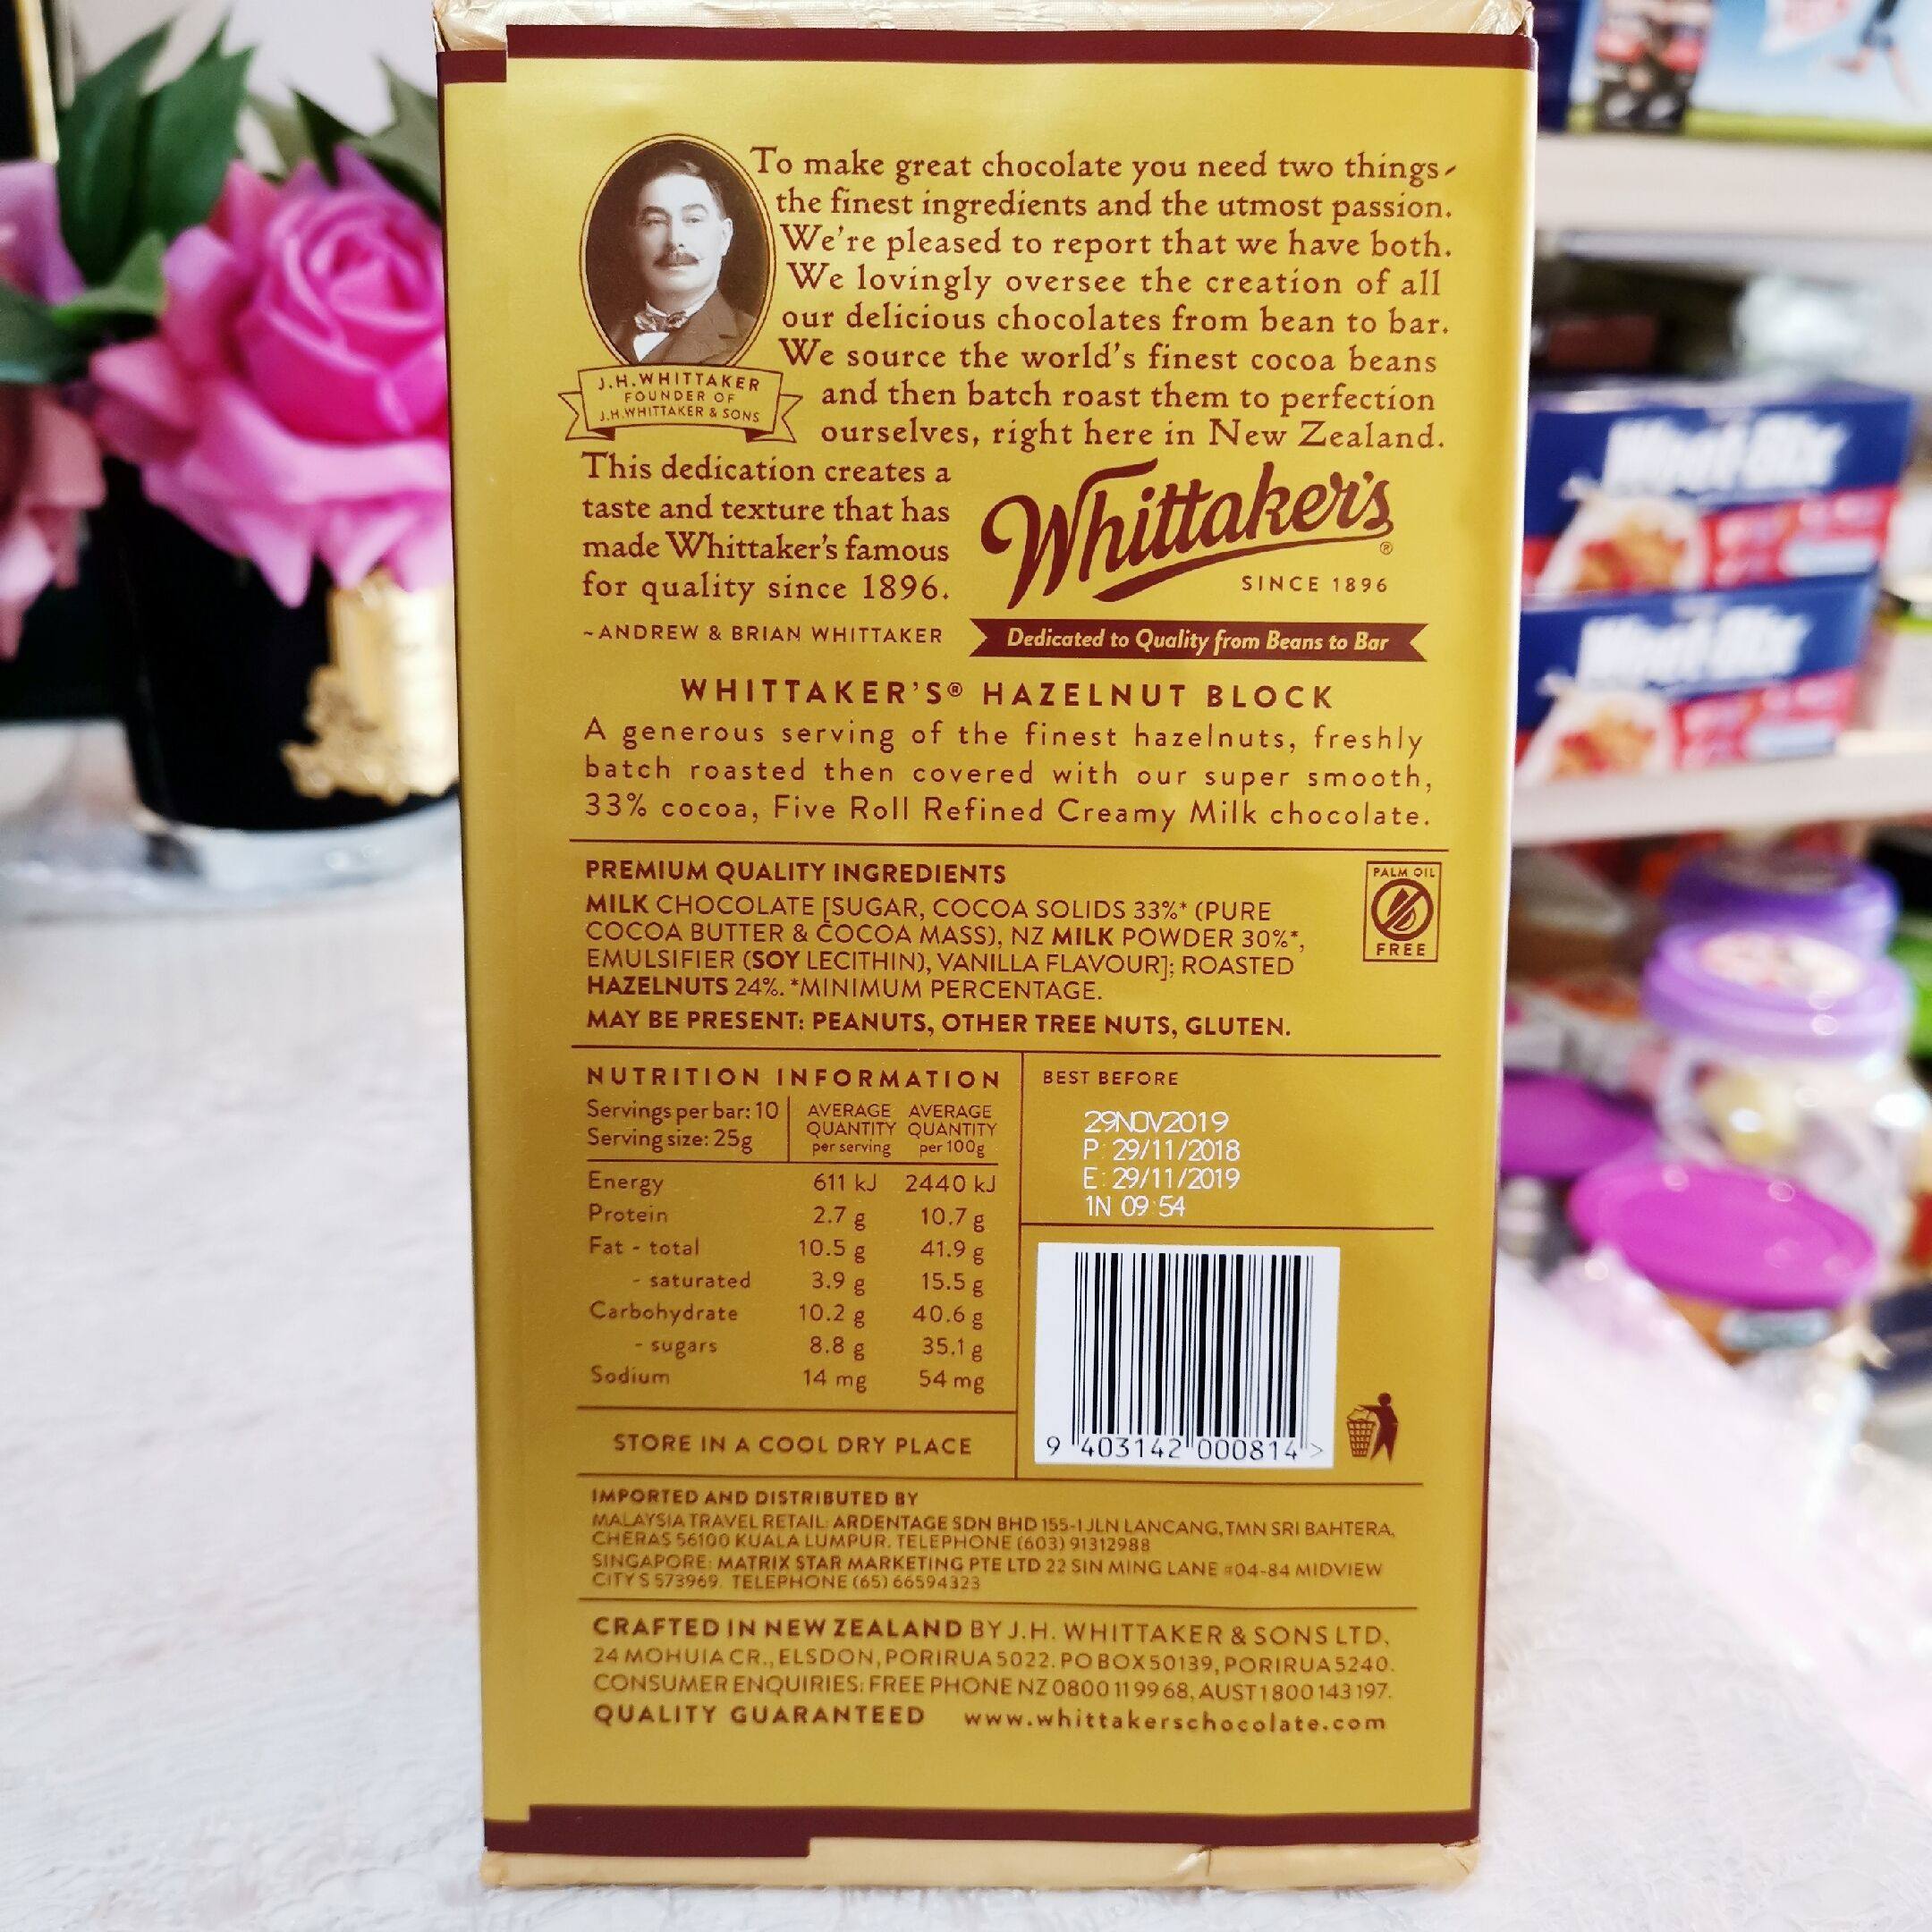 To make great chocolate you need two things-
the finest ingredients and the utmost passion.
We're pleased to report that we have both.
We lovingly oversee the creation of all
our delicious chocolates from bean to bar.
We source the world's finest cocoa beans
and then batch roast them to perfection
ourselves, right here in New Zealand.
J.H.WHITTAKER
FOUNDER OF
J.H.WHITTAKER & SONS
This dedication creates a
taste and texture that has
made Whittaker's famous
for quality since 1896.
~ANDREW & BRIAN WHITTAKER
Whittaker's®
SINCE 1896
Dedicated to Quality from Beans to Bar
WHITTAKER'S® HAZELNUT BLOCK
A generous serving of the finest hazelnuts, freshly
batch roasted then covered with our super smooth,
33% cocoa, Five Roll Refined Creamy Milk chocolate.
PREMIUM QUALITY INGREDIENTS
MILK CHOCOLATE [SUGAR, COCOA SOLIDS 33%* (PURE
COCOA BUTTER & COCOA MASS), NZ MILK POWDER 30%*,
EMULSIFIER (SOY LECITHIN), VANILLA FLAVOUR]; ROASTED
HAZELNUTS 24%. *MINIMUM PERCENTAGE.
MAY BE PRESENT: PEANUTS, OTHER TREE NUTS, GLUTEN.
PALM OIL
FREE
NUTRITION INFORMATION
Servings per bar: 10
Serving size: 25g
AVERAGE QUANTITY per serving
AVERAGE QUANTITY per 100g
Energy 611 kJ 2440 kJ
Protein 2.7 g 10.7 g
Fat - total 10.5 g 41.9 g
- saturated 3.9 g 15.5 g
Carbohydrate 10.2 g 40.6 g
- sugars 8.8 g 35.1 g
Sodium 14 mg 54 mg
STORE IN A COOL DRY PLACE
BEST BEFORE
29NOV2019
P: 29/11/2018
E: 29/11/2019
1N 09:54
9 403142 000814 >
IMPORTED AND DISTRIBUTED BY
MALAYSIA TRAVEL RETAIL: ARDENTAGE SDN BHD 155-1 JLN LANCANG, TMN SRI BAHTERA,
CHERAS 56100 KUALA LUMPUR. TELEPHONE (603) 91312988
SINGAPORE: MATRIX STAR MARKETING PTE LTD 22 SIN MING LANE #04-84 MIDVIEW
CITY S 573969. TELEPHONE (65) 66594323
CRAFTED IN NEW ZEALAND BY J.H. WHITTAKER & SONS LTD,
24 MOHUIA CR., ELSDON, PORIRUA 5022. PO BOX 50139, PORIRUA 5240.
CONSUMER ENQUIRIES: FREE PHONE NZ 0800 11 99 68, AUST 1800 143 197.
QUALITY GUARANTEED www.whittakerschocolate.com